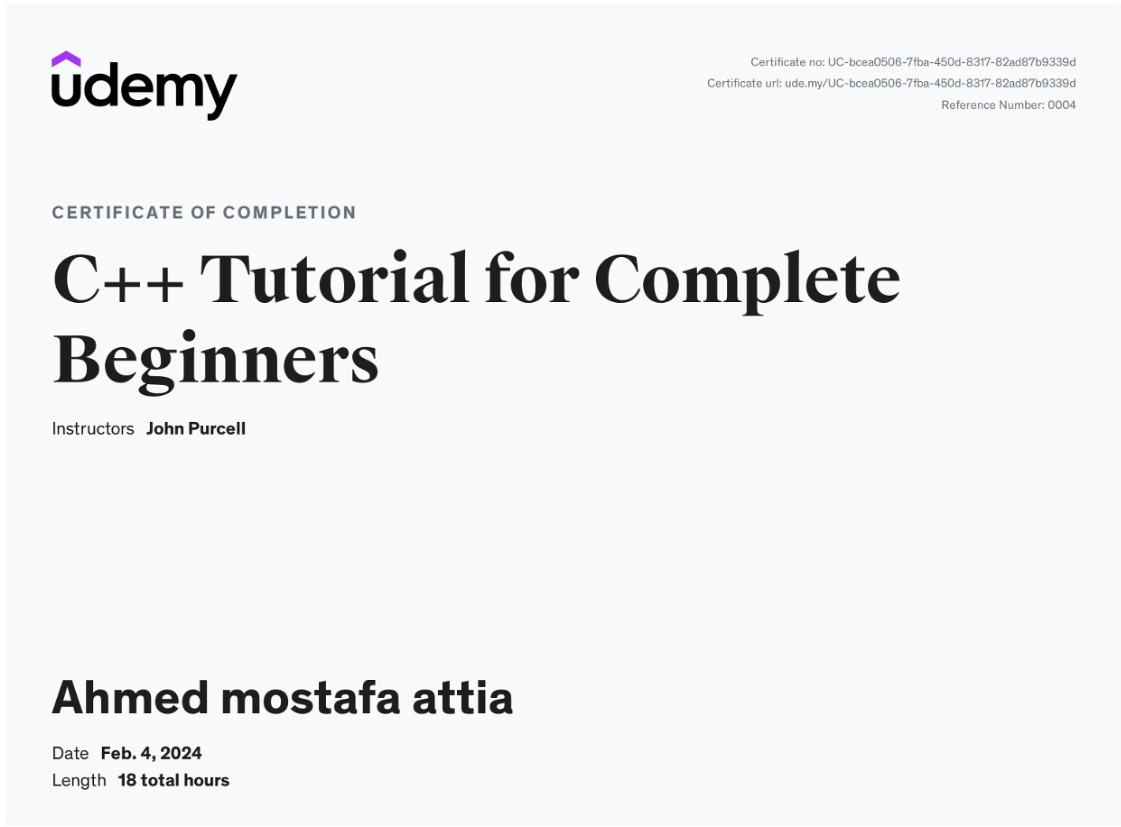 udemy
Certificate no: UC-bcea0506-7fba-450d-8317-82ad87b9339d
Certificate url: ude.my/UC-bcea0506-7fba-450d-8317-82ad87b9339d
Reference Number: 0004
CERTIFICATE OF COMPLETION
C++ Tutorial for Complete
Beginners
Instructors John Purcell
Ahmed mostafa attia
Date Feb. 4, 2024
Length 18 total hours